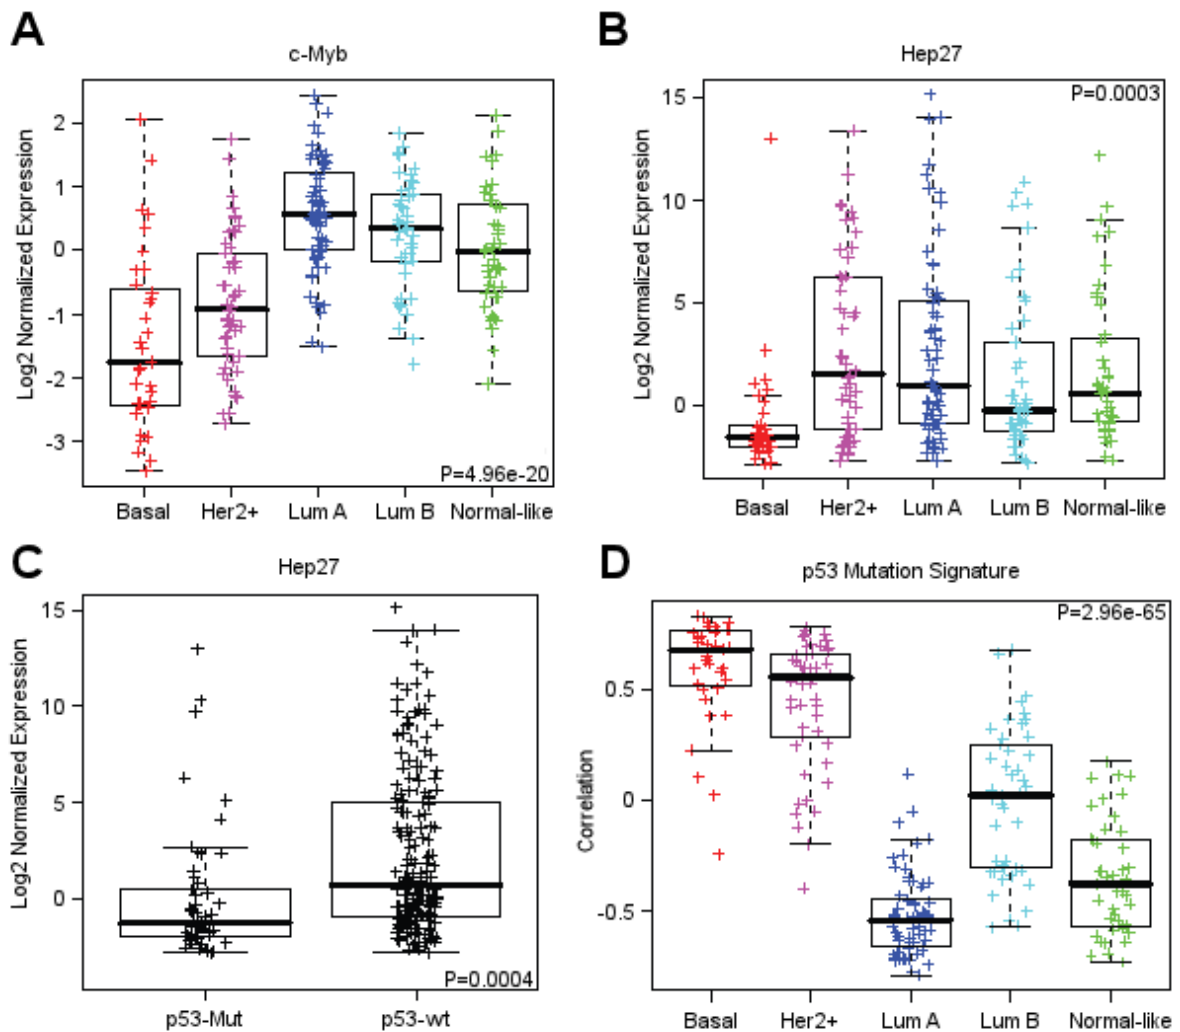 A
c-Myb
Log2 Normalized Expression
2
1
0
-1
-2
-3
P=4.96e-20
Basal Her2+ Lum A Lum B Normal-like
B
Hep27
Log2 Normalized Expression
15
10
5
0
P=0.0003
Basal Her2+ Lum A Lum B Normal-like
C
Hep27
Log2 Normalized Expression
15
10
5
0
P=0.0004
p53-Mut p53-wt
D
p53 Mutation Signature
Correlation
P=2.96e-65
0.5
0
-0.5
Basal Her2+ Lum A Lum B Normal-like